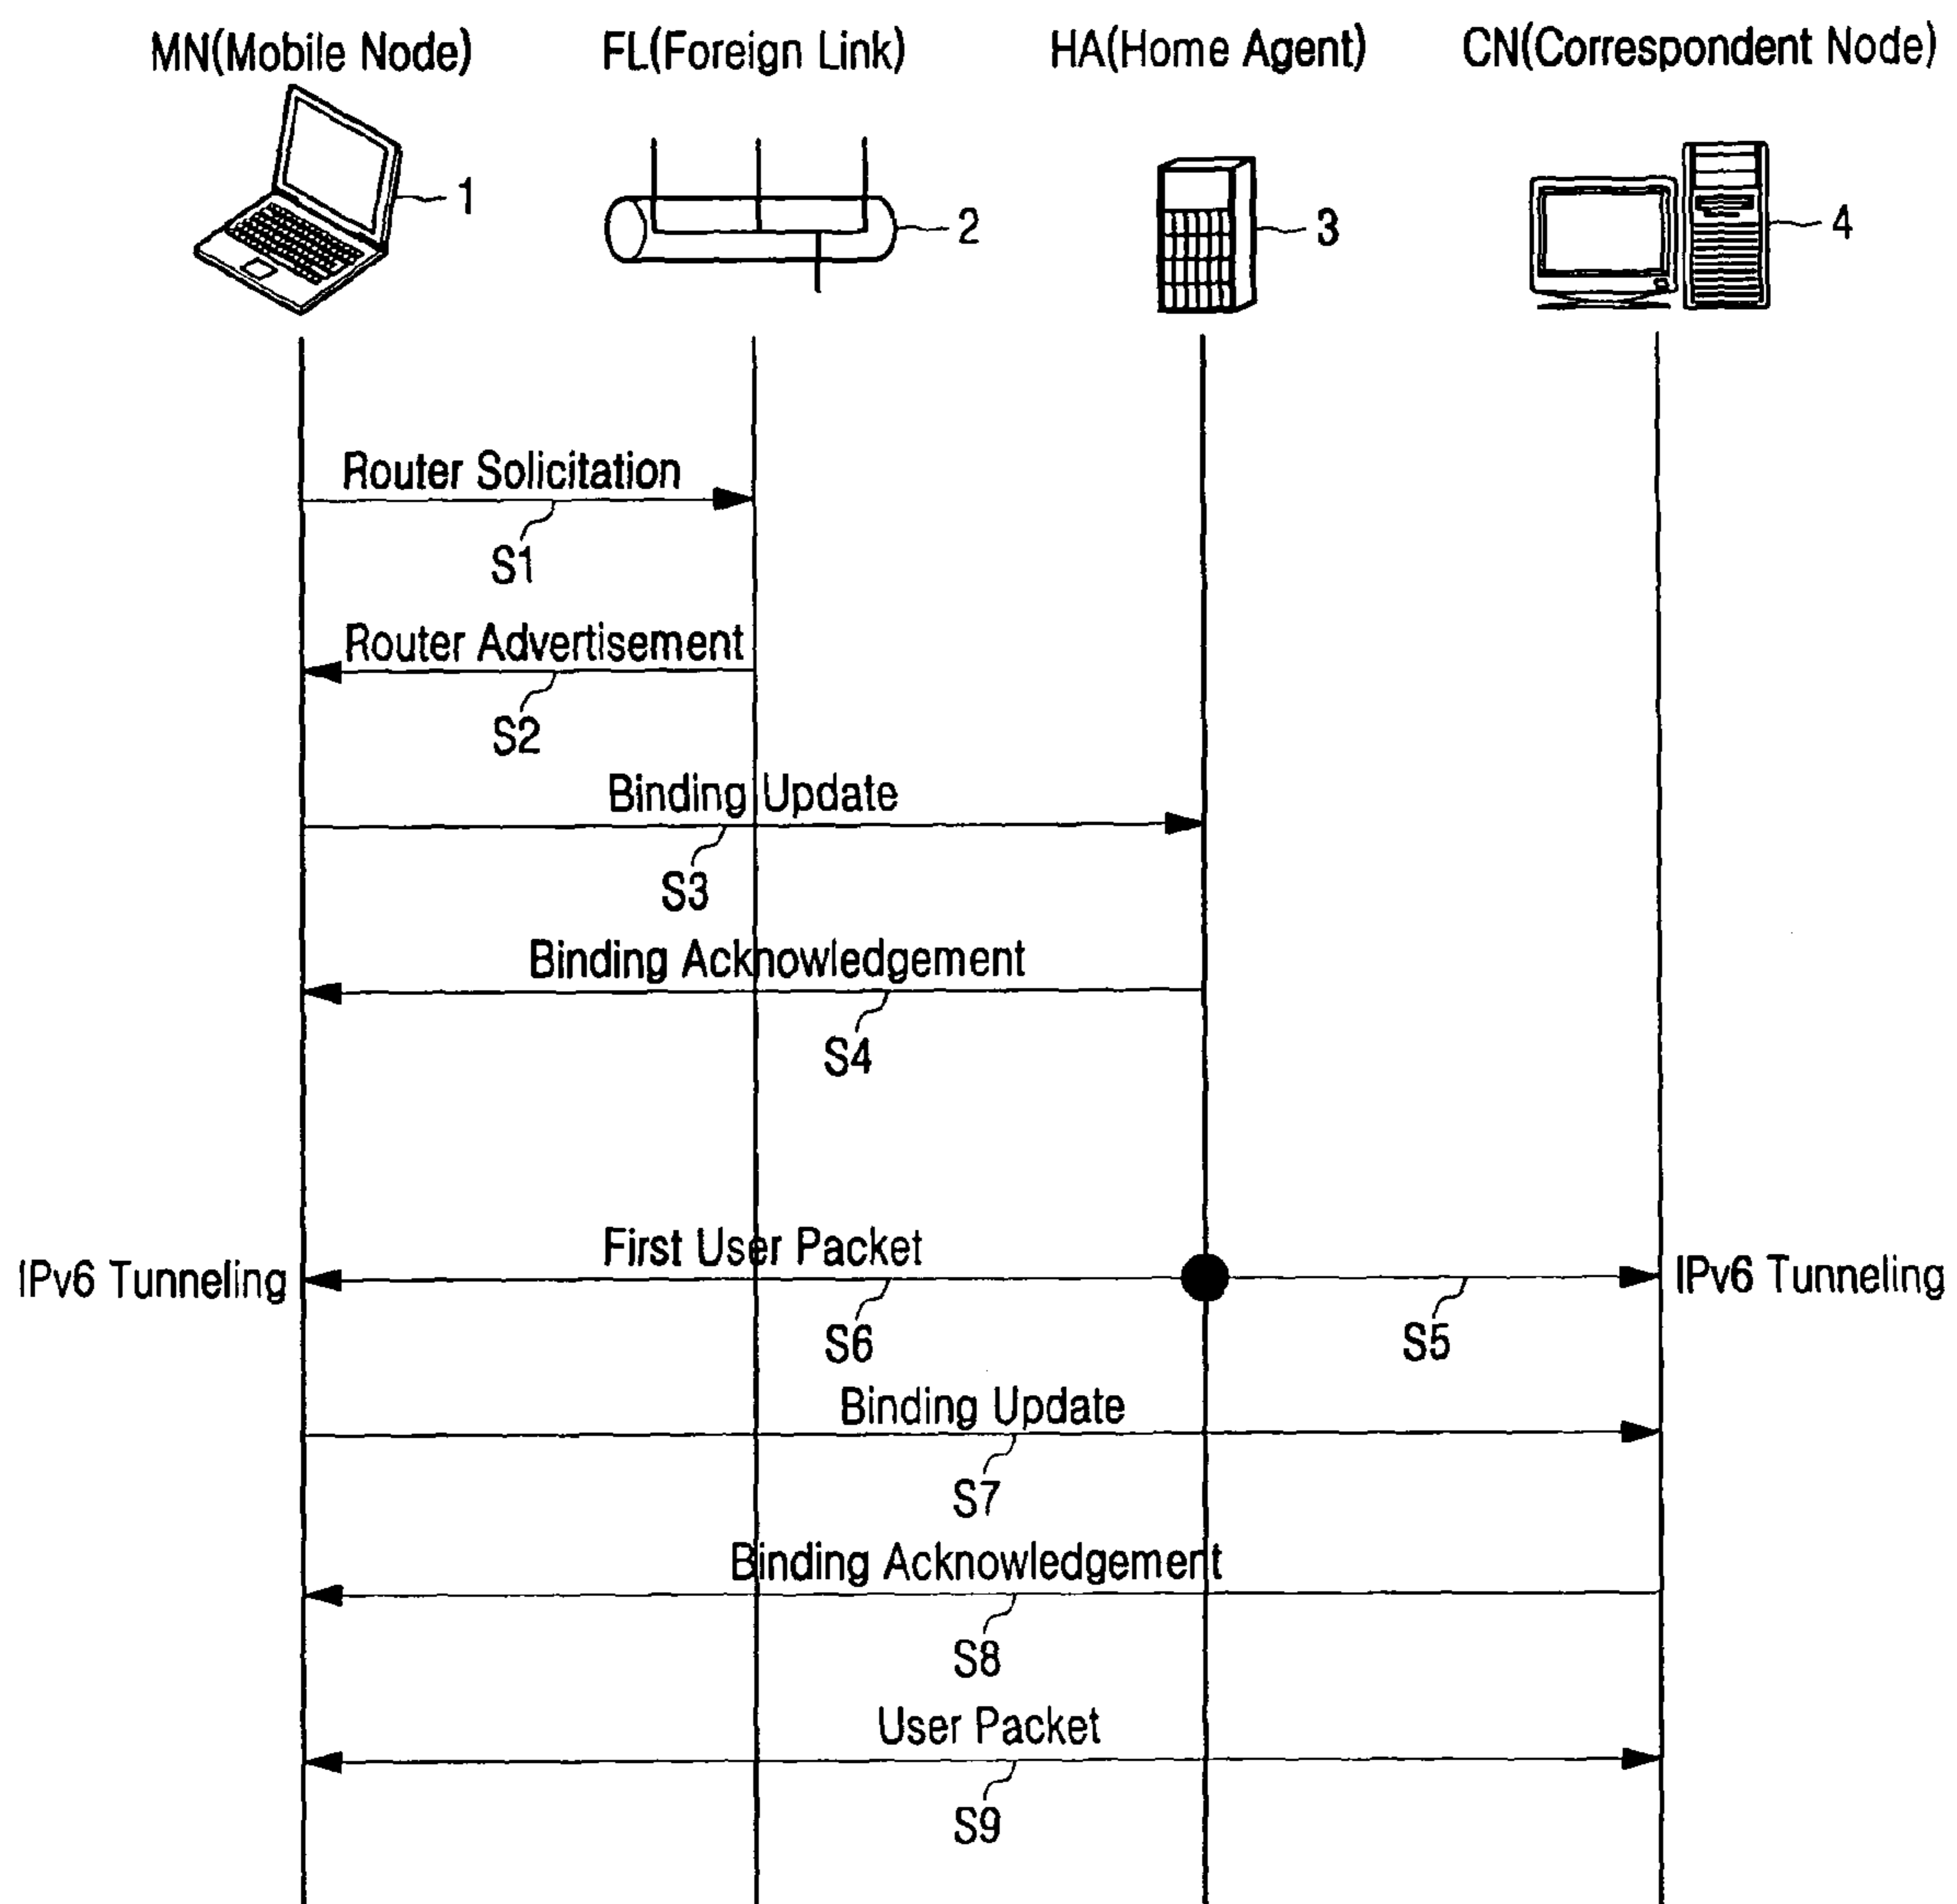 MN(Mobile Node)
FL(Foreign Link)
HA(Home Agent)
CN(Correspondent Node)
1
2
3
4
Router Solicitation
S1
Router Advertisement
S2
Binding Update
S3
Binding Acknowledgement
S4
First User Packet
IPv6 Tunneling
IPv6 Tunneling
S6
S5
Binding Update
S7
Binding Acknowledgement
S8
User Packet
S9